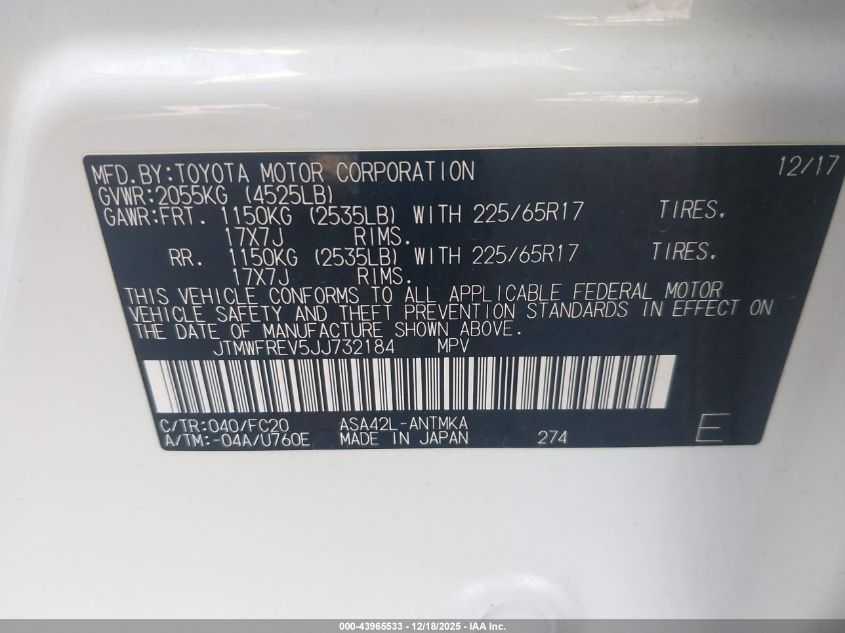 MFD.BY:TOYOTA MOTOR CORPORATION 12/17
GVWR:2055KG (4525LB)
GAWR:FRT. 1150KG (2535LB) WITH 225/65R17 TIRES.
17X7J RIMS.
RR. 1150KG (2535LB) WITH 225/65R17 TIRES.
17X7J RIMS.
THIS VEHICLE CONFORMS TO ALL APPLICABLE FEDERAL MOTOR
VEHICLE SAFETY AND THEFT PREVENTION STANDARDS IN EFFECT ON
THE DATE OF MANUFACTURE SHOWN ABOVE.
JTMWFREV5JJ732184 MPV
C/TR:040/FC20 ASA42L-ANTMKA
A/TM:-04A/U760E MADE IN JAPAN 274 E
000-43965533 - 12/18/2025 - IAA Inc.